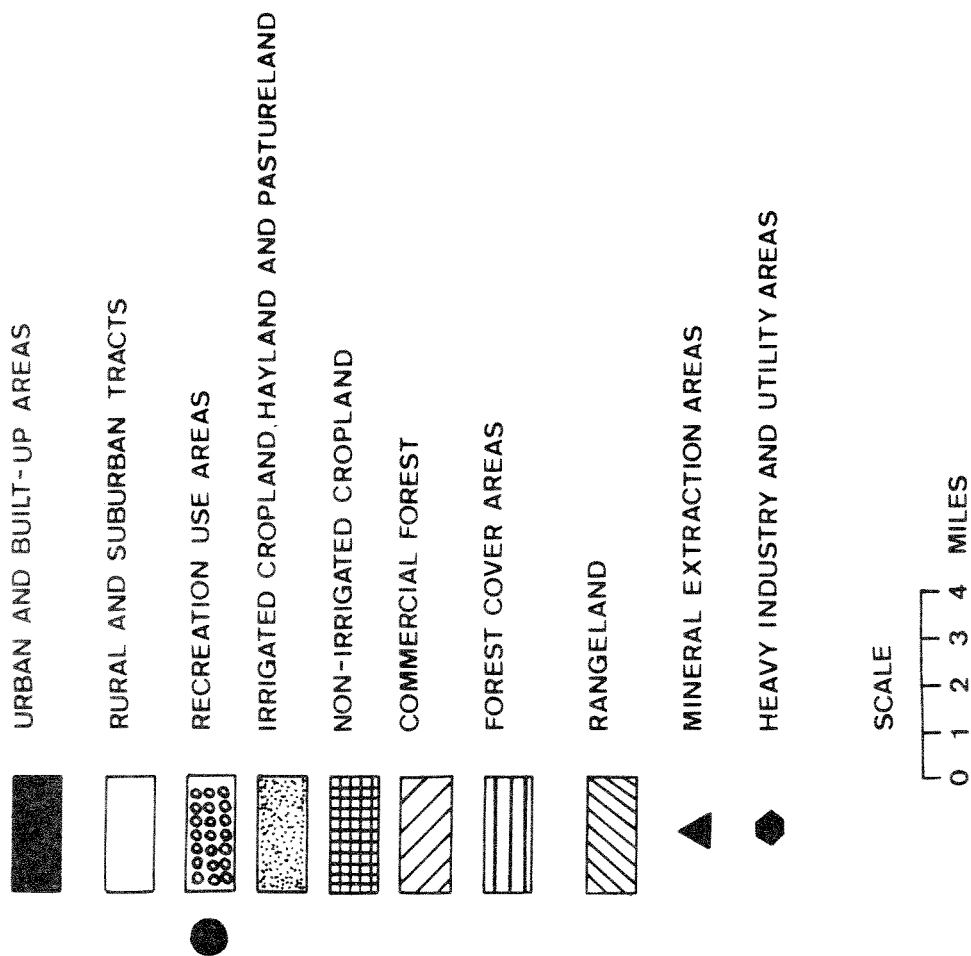 URBAN AND BUILT-UP AREAS
RURAL AND SUBURBAN TRACTS
RECREATION USE AREAS
IRRIGATED CROPLAND, HAYLAND AND PASTURELAND
NON-IRRIGATED CROPLAND
COMMERCIAL FOREST
FOREST COVER AREAS
RANGELAND
MINERAL EXTRACTION AREAS
HEAVY INDUSTRY AND UTILITY AREAS
SCALE
0 1 2 3 4 MILES